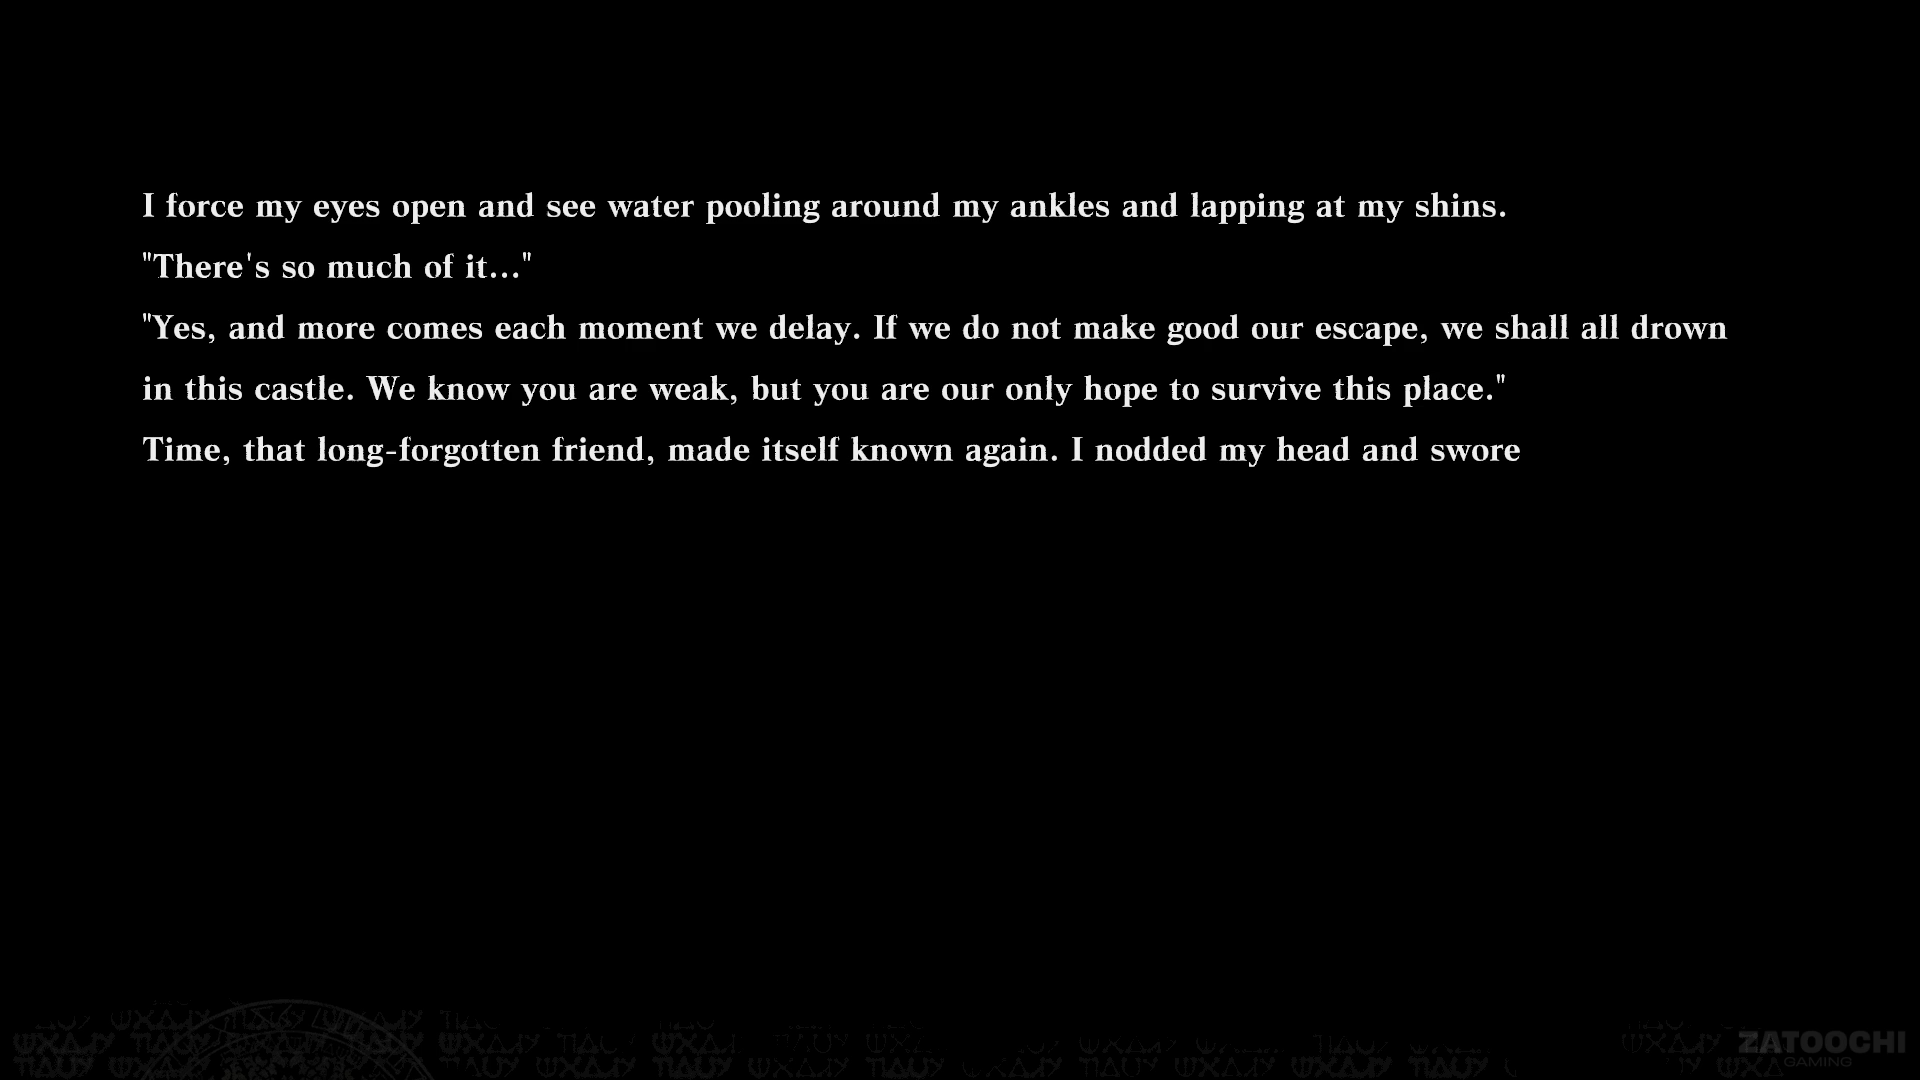 I force my eyes open and see water pooling around my ankles and lapping at my shins.
"There's so much of it..."
"Yes, and more comes each moment we delay. If we do not make good our escape, we shall all drown
in this castle. We know you are weak, but you are our only hope to survive this place."
Time, that long-forgotten friend, made itself known again. I nodded my head and swore
ZATOOCHI
GAMING